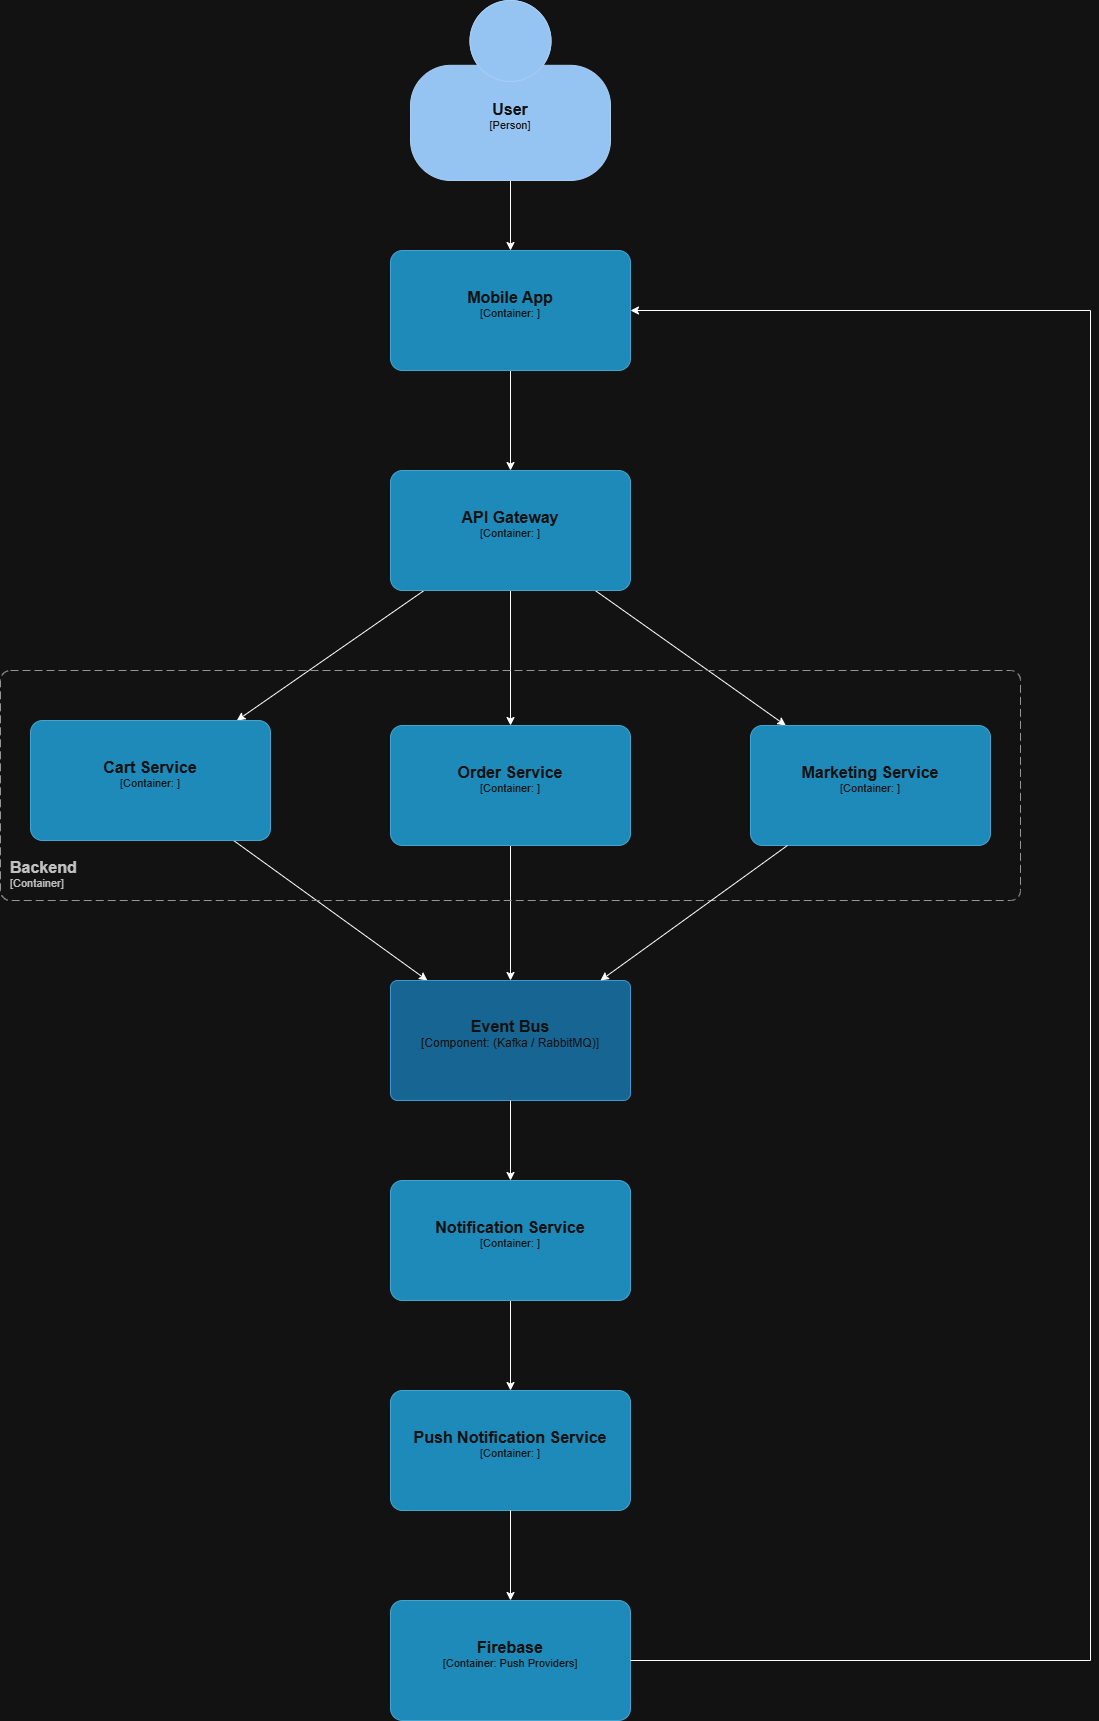 User
[Person]
Mobile App
[Container: ]
API Gateway
[Container: ]
Cart Service
[Container: ]
Order Service
[Container: ]
Marketing Service
[Container: ]
Backend
[Container]
Event Bus
[Component: (Kafka / RabbitMQ)]
Notification Service
[Container: ]
Push Notification Service
[Container: ]
Firebase
[Container: Push Providers]